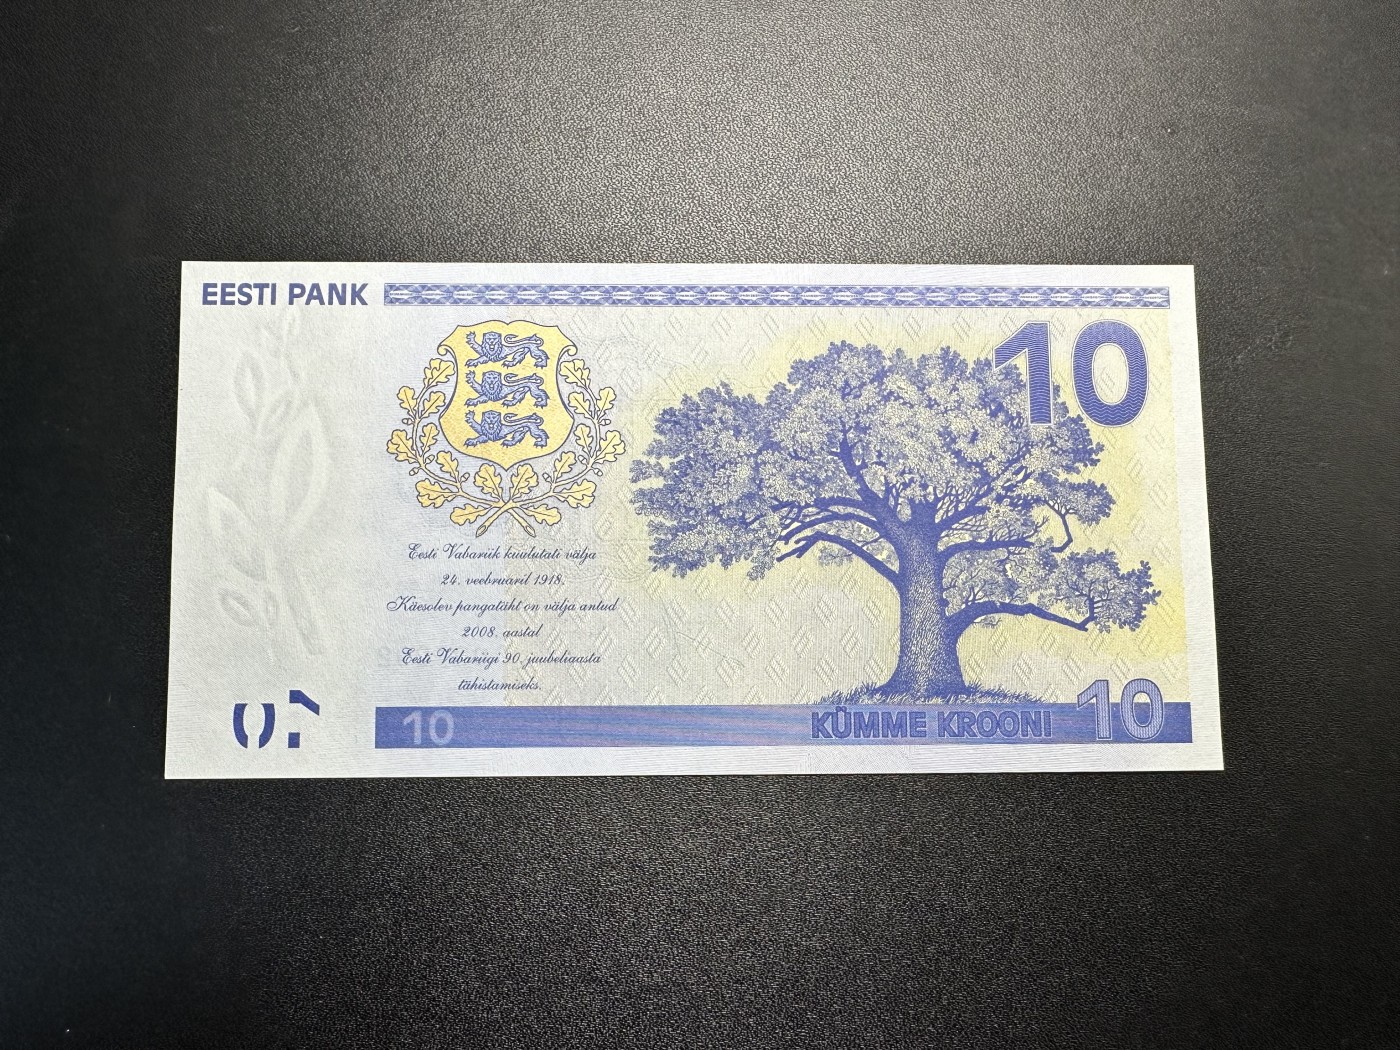 EESTI PANK
10
Eesti Vabariik kuulutati välja
24. veebruaril 1918.
Käesolev pangatäht on välja antud
2008. aastal
Eesti Vabariigi 90. juubeliaasta
tähistamiseks.
10
KÜMME KROONI
10